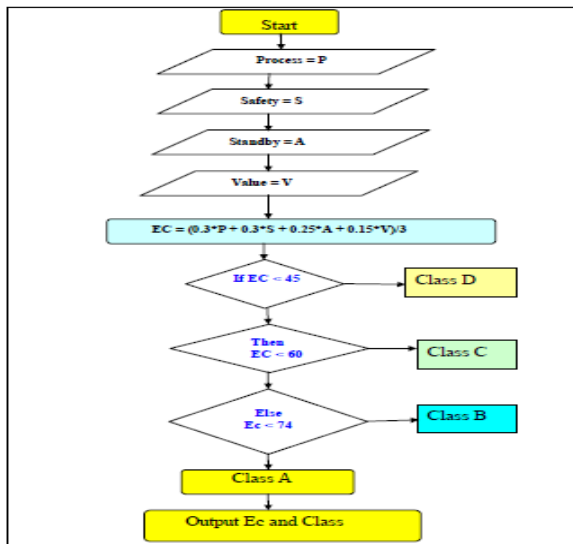 Start
Process = P
Safety = S
Standby = A
Value = V
EC = (0.3*P + 0.3*S + 0.25*A + 0.15*V)/3
If EC < 45
Class D
Then
EC < 60
Class C
Else
Ec < 74
Class B
Class A
Output Ec and Class